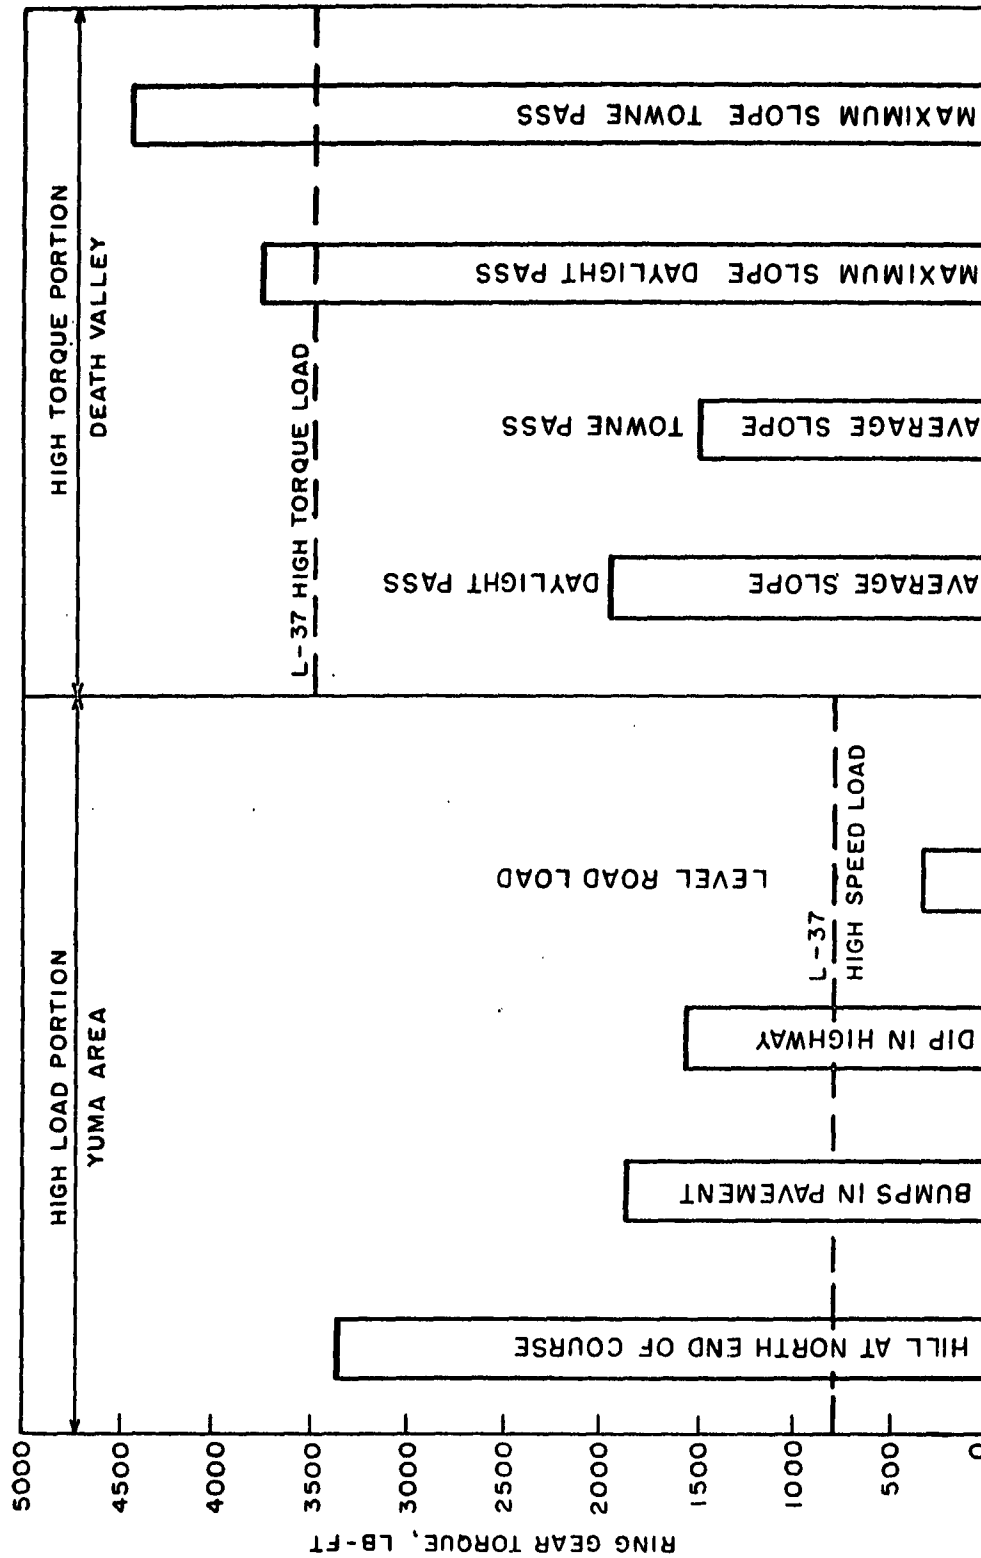 HIGH LOAD PORTION
YUMA AREA
HIGH TORQUE PORTION
DEATH VALLEY
RING GEAR TORQUE, LB-FT
5000
4500
4000
3500
3000
2500
2000
1500
1000
500
0
HILL AT NORTH END OF COURSE
BUMPS IN PAVEMENT
DIP IN HIGHWAY
L-37
HIGH SPEED LOAD
LEVEL ROAD LOAD
L-37 HIGH TORQUE LOAD
AVERAGE SLOPE
DAYLIGHT PASS
AVERAGE SLOPE
TOWNE PASS
MAXIMUM SLOPE DAYLIGHT PASS
MAXIMUM SLOPE TOWNE PASS